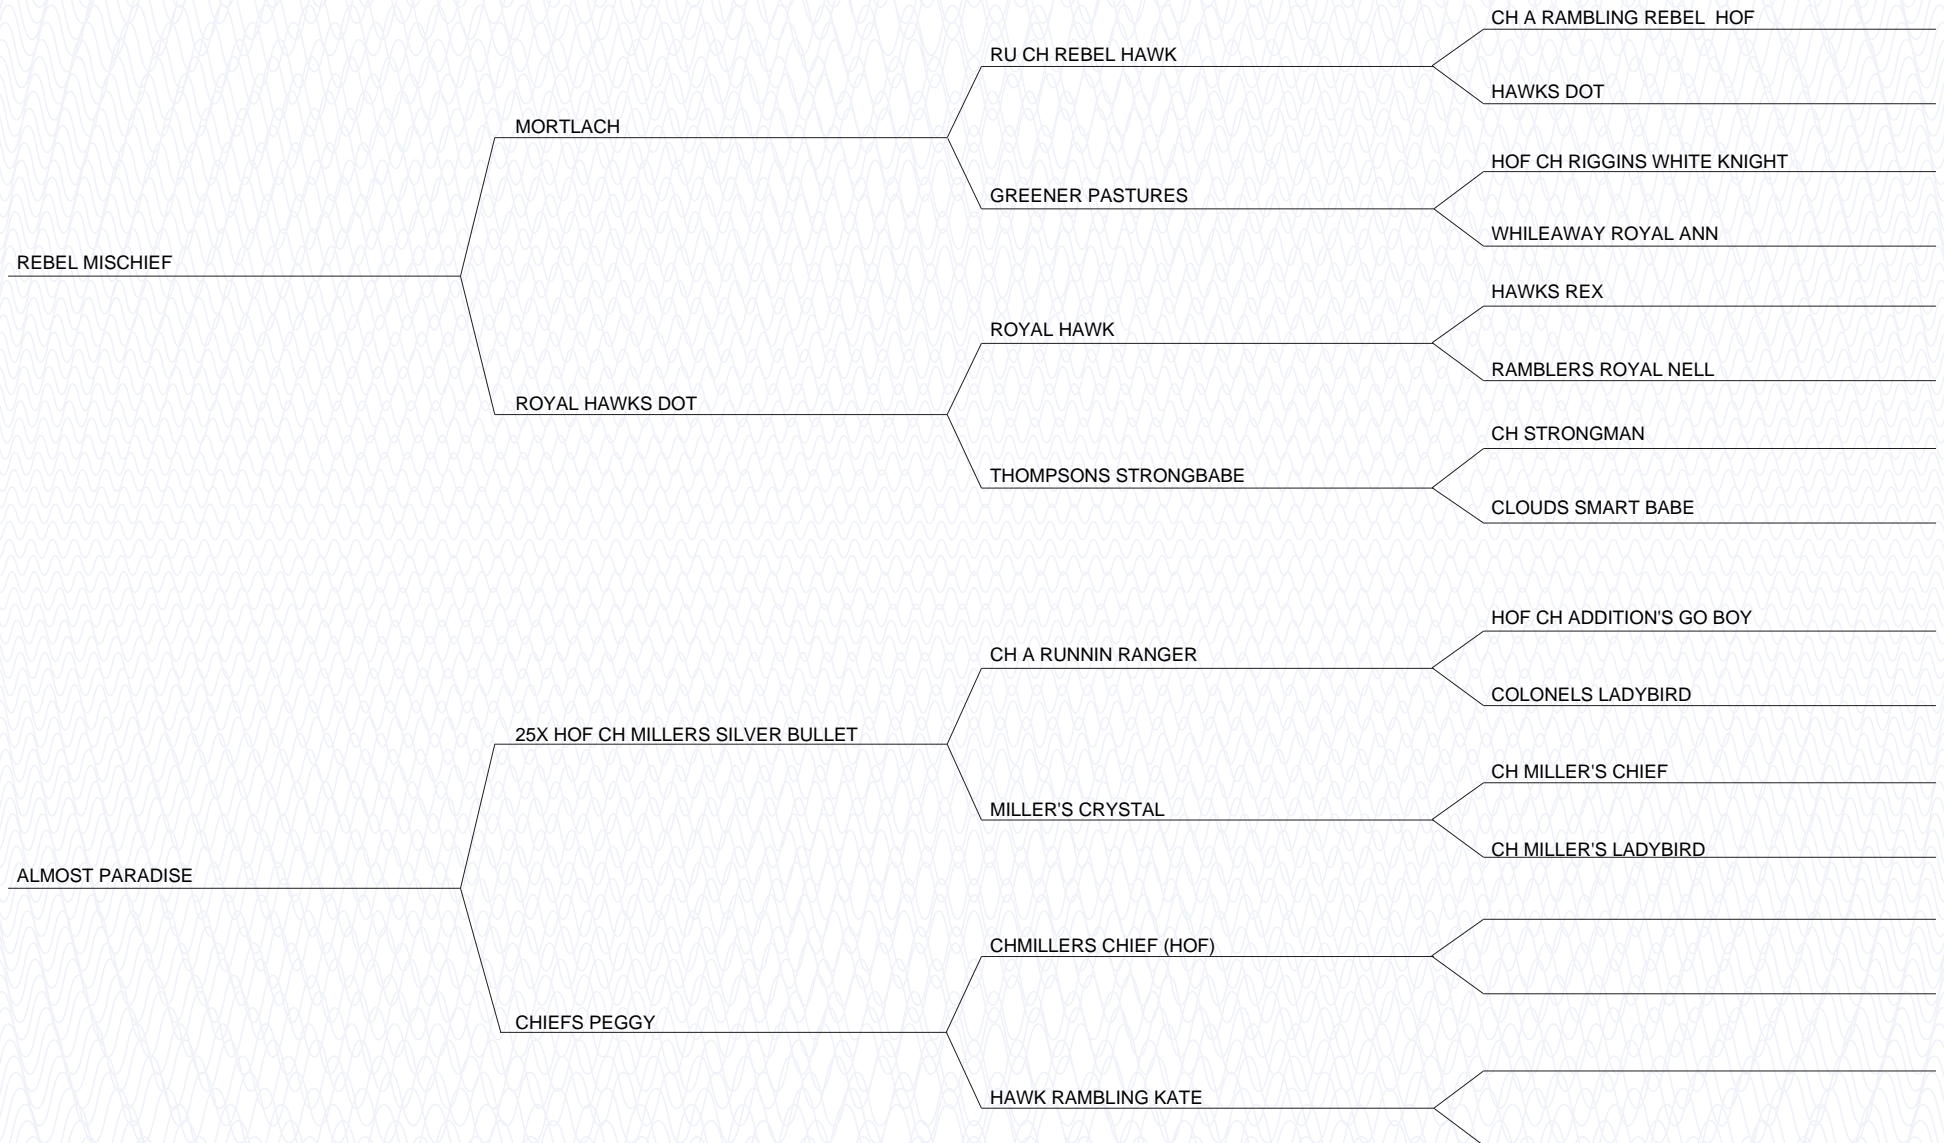 CH A RAMBLING REBEL  HOF
RU CH REBEL HAWK
HAWKS DOT
MORTLACH
HOF CH RIGGINS WHITE KNIGHT
GREENER PASTURES
WHILEAWAY ROYAL ANN
REBEL MISCHIEF
HAWKS REX
ROYAL HAWK
RAMBLERS ROYAL NELL
ROYAL HAWKS DOT
CH STRONGMAN
THOMPSONS STRONGBABE
CLOUDS SMART BABE
HOF CH ADDITION'S GO BOY
CH A RUNNIN RANGER
COLONELS LADYBIRD
25X HOF CH MILLERS SILVER BULLET
CH MILLER'S CHIEF
MILLER'S CRYSTAL
CH MILLER'S LADYBIRD
ALMOST PARADISE
CHMILLERS CHIEF (HOF)
CHIEFS PEGGY
HAWK RAMBLING KATE